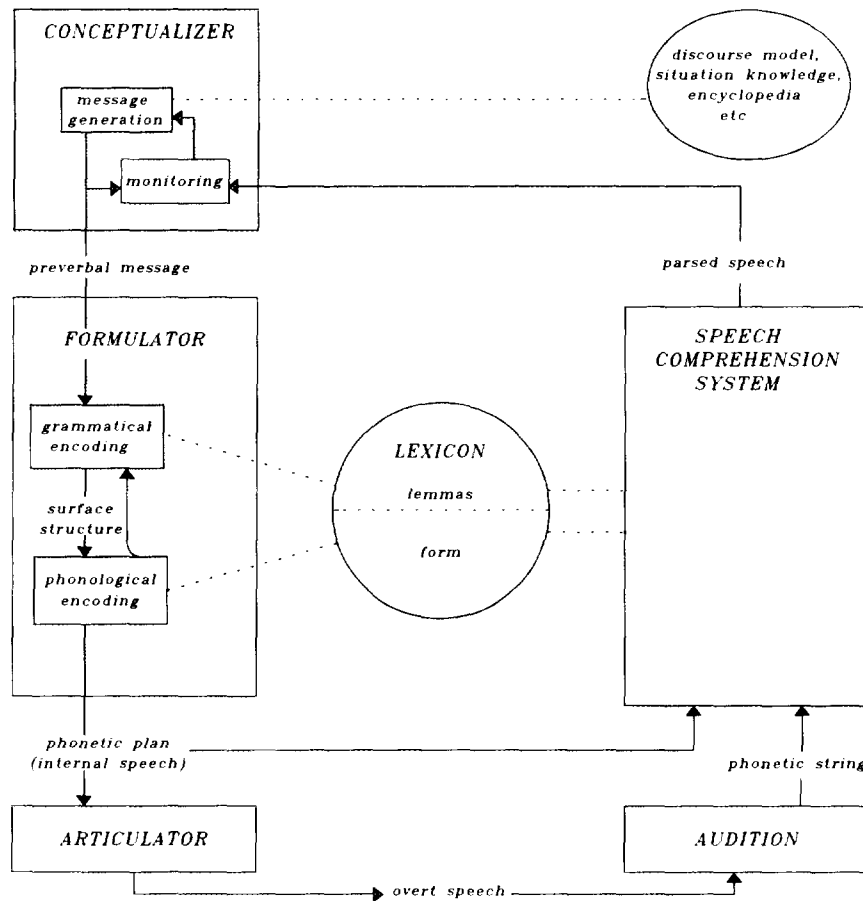 CONCEPTUALIZER
message
generation
monitoring
discourse model,
situation knowledge,
encyclopedia
etc
preverbal message
parsed speech
FORMULATOR
grammatical
encoding
surface
structure
phonological
encoding
LEXICON
lemmas
form
SPEECH
COMPREHENSION
SYSTEM
phonetic plan
(internal speech)
phonetic string
ARTICULATOR
AUDITION
overt speech